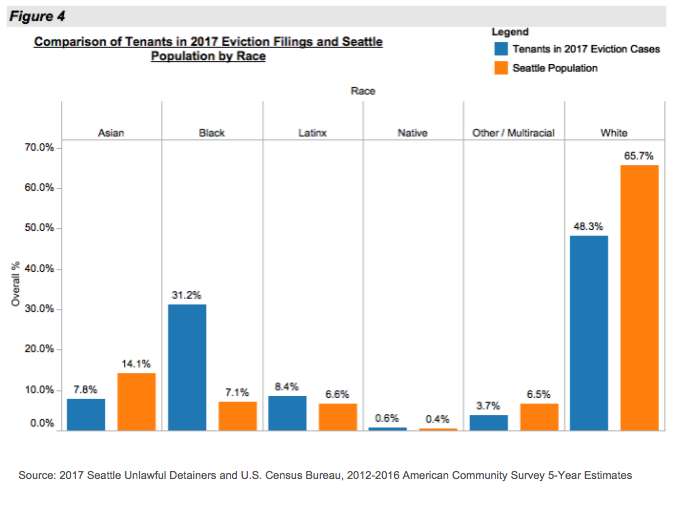 Figure 4
Comparison of Tenants in 2017 Eviction Filings and Seattle
Population by Race
Legend
Tenants in 2017 Eviction Cases
Seattle Population
Race
Asian Black Latinx Native Other / Multiracial White
70.0%
60.0%
50.0%
40.0%
30.0%
20.0%
10.0%
0.0%
Overall %
7.8% 14.1%
31.2% 7.1%
8.4% 6.6%
0.6% 0.4%
3.7% 6.5%
48.3% 65.7%
Source: 2017 Seattle Unlawful Detainers and U.S. Census Bureau, 2012-2016 American Community Survey 5-Year Estimates